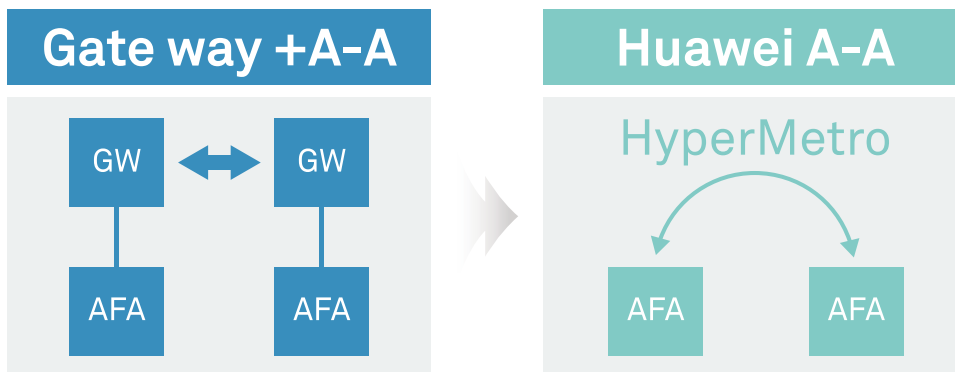 Gate way +A-A
GW
GW
AFA
AFA
Huawei A-A
HyperMetro
AFA
AFA